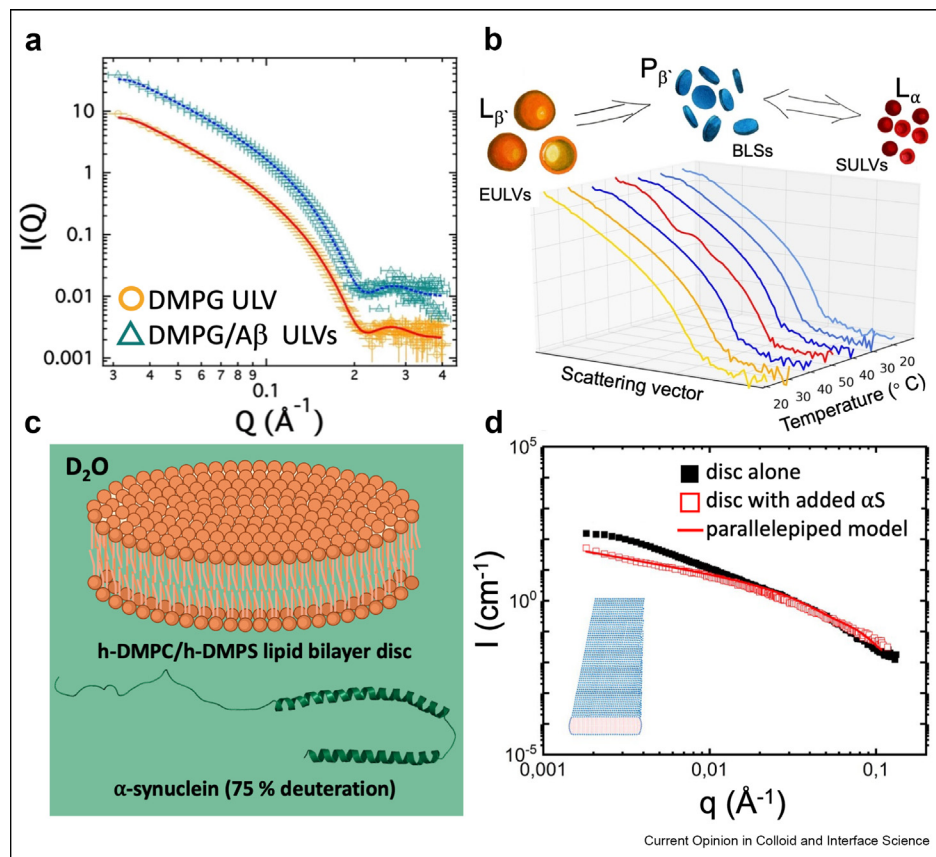 a
I(Q)
10
1
0.1
0.01
0.001
DMPG ULV
DMPG/Aβ ULVs
3 4 5 6 7 8 9 0.1 2 3 4
Q (Å⁻¹)
b
Lβ`
EULVs
Pβ`
BLSs
Lα
SULVs
Scattering vector
20 30 40 50 40 30 20
Temperature (° C)
c
D₂O
h-DMPC/h-DMPS lipid bilayer disc
α-synuclein (75 % deuteration)
d
I (cm⁻¹)
10⁵
10⁰
10⁻⁵
disc alone
disc with added αS
parallelepiped model
0,001 0,01 0,1
q (Å⁻¹)
Current Opinion in Colloid and Interface Science